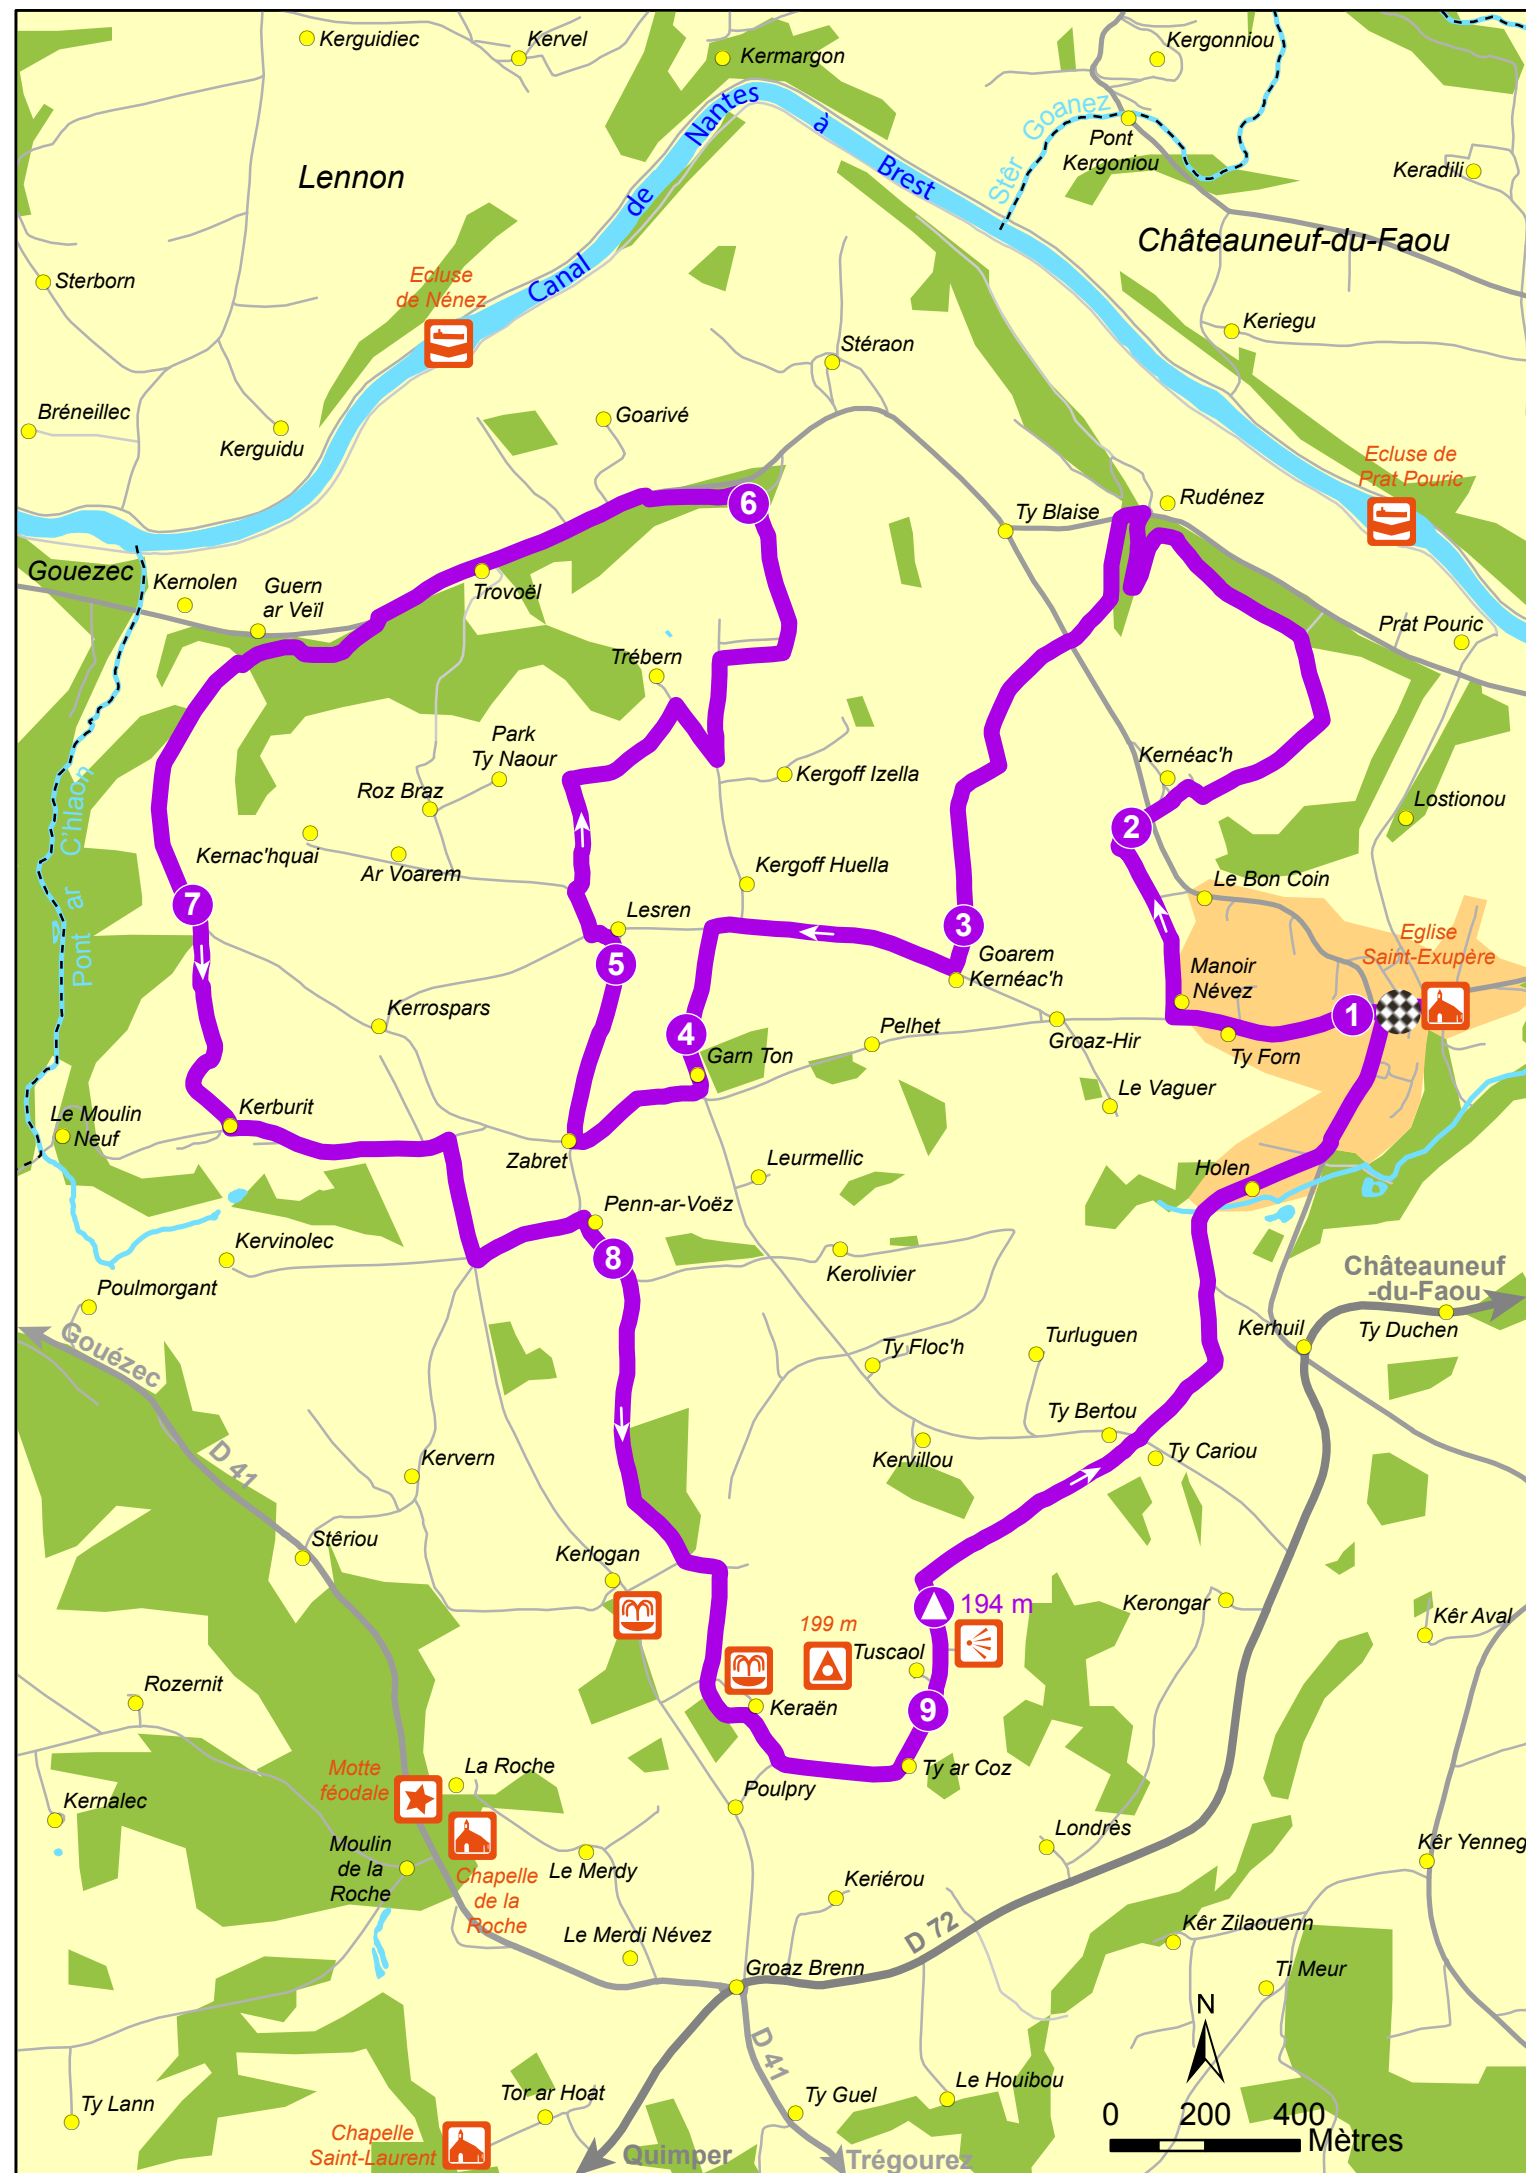 Kerguidiec
Kervel
Kermargon
Kergonniou
Canal de Nantes à Brest
Stêr Goanez
Pont
Kergoniou
Keradili
Lennon
Châteauneuf-du-Faou
Sterborn
Ecluse
de Nénez
Keriegu
Stéraon
Bréneillec
Goarivé
Kerguidu
Ecluse de
Prat Pouric
6
Ty Blaise
Rudénez
Gouezec
Kernolen
Guern
ar Veïl
Trovoël
Prat Pouric
Trébern
Park
Ty Naour
Kergoff Izella
Kernéac'h
Roz Braz
Pont ar C'hlaon
Lostionou
2
Kernac'hquai
Ar Voarem
Kergoff Huella
Le Bon Coin
7
Lesren
3
Eglise
Saint-Exupère
5
Goarem
Kernéac'h
Manoir
Névez
Kerrospars
4
Pelhet
1
Groaz-Hir
Ty Forn
Garn Ton
Le Vaguer
Le Moulin
Neuf
Kerburit
Zabret
Leurmellic
Holen
Penn-ar-Voëz
Kervinolec
8
Kerolivier
Châteauneuf
-du-Faou
Poulmorgant
Kerhuil
Ty Duchen
Gouézec
Ty Floc'h
Turluguen
Ty Bertou
D 41
Kervern
Kervillou
Ty Cariou
Stêriou
Kerlogan
194 m
Kerongar
Kêr Aval
199 m
Tuscaol
Rozernit
Keraën
9
Motte
féodale
La Roche
Ty ar Coz
Kernalec
Poulpry
Moulin
de la
Roche
Londrès
Kêr Yenneg
Le Merdy
Chapelle
de la
Roche
Keriérou
Le Merdi Névez
D 72
Kêr Zilaouenn
Groaz Brenn
Ti Meur
N
D 41
Tor ar Hoat
Ty Guel
Le Houibou
Ty Lann
0 200 400
Mètres
Chapelle
Saint-Laurent
Quimper
Trégourez